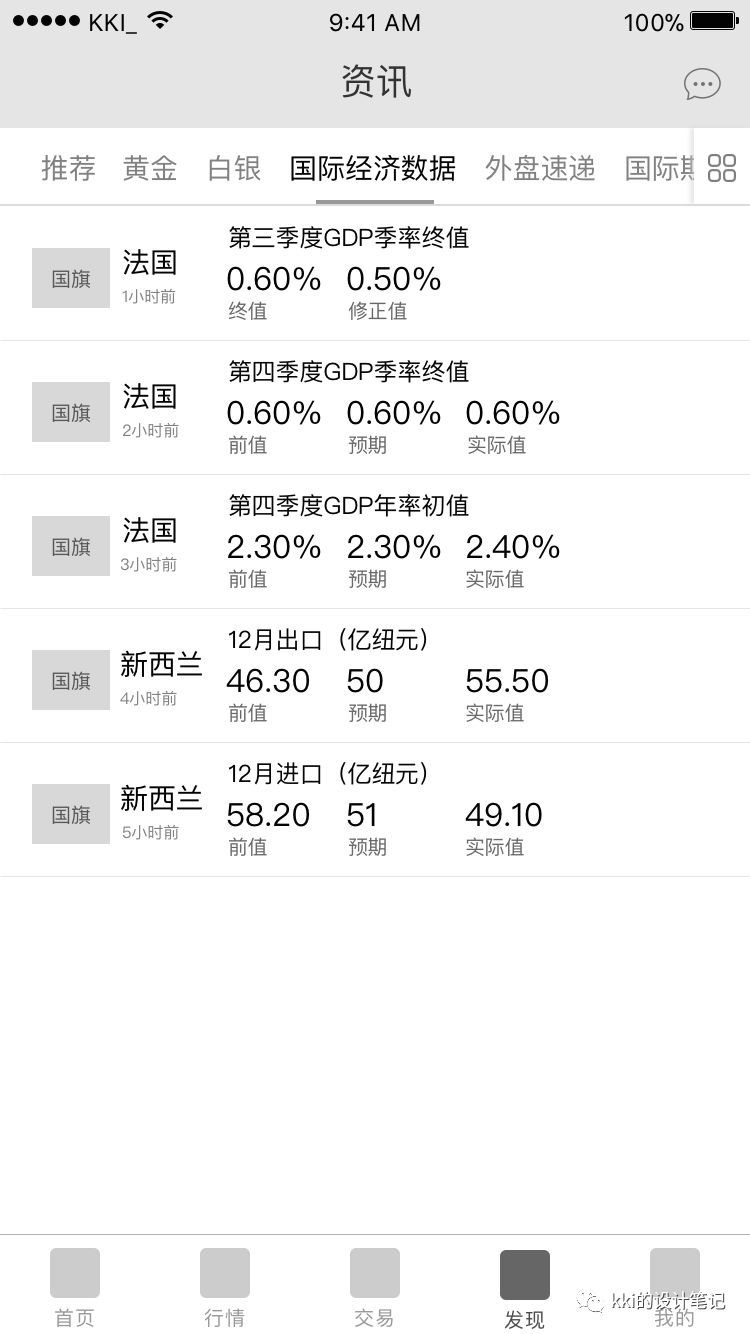 KKI_ 9:41 AM 100%
资讯
推荐 黄金 白银 国际经济数据 外盘速递 国际
第三季度GDP季率终值
国旗 法国 0.60% 0.50%
1小时前 终值 修正值
第四季度GDP季率终值
国旗 法国 0.60% 0.60% 0.60%
2小时前 前值 预期 实际值
第四季度GDP年率初值
国旗 法国 2.30% 2.30% 2.40%
3小时前 前值 预期 实际值
12月出口（亿纽元）
国旗 新西兰 46.30 50 55.50
4小时前 前值 预期 实际值
12月进口（亿纽元）
国旗 新西兰 58.20 51 49.10
5小时前 前值 预期 实际值
kki的设计笔记
首页 行情 交易 发现 我的